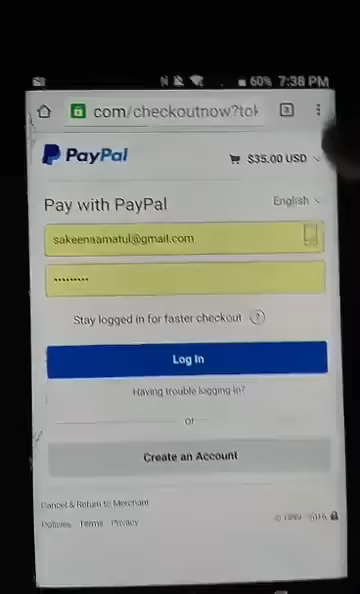 60% 7:38 PM
com/checkoutnow?tok 3
PayPal $35.00 USD
Pay with PayPal English
sakeenaamatul@gmail.com
•••••••••
Stay logged in for faster checkout ?
Log In
Having trouble logging in?
or
Create an Account
Cancel & Return to Merchant
Policies Terms Privacy © 1999 - 2016